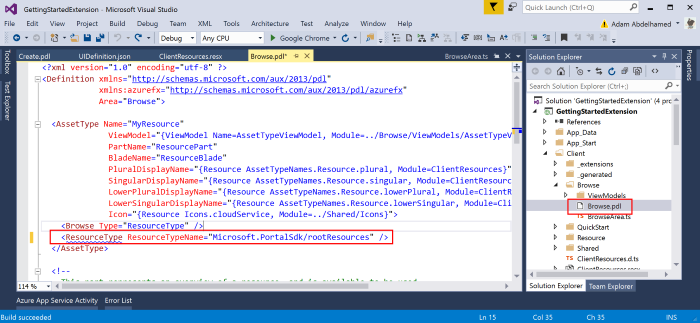 GettingStartedExtension - Microsoft Visual Studio
Quick Launch (Ctrl+Q)
File Edit View Project Build Debug Team XML Tools Architecture Test Analyze Window Help
Adam Abdelhamed
Debug Any CPU Google Chrome
Create.pdl UIDefinition.json ClientResources.resx Browse.pdl* BrowseArea.ts
Toolbox
Test Explorer
<?xml version="1.0" encoding="utf-8" ?>
<Definition xmlns="http://schemas.microsoft.com/aux/2013/pdl"
xmlns:azurefx="http://schemas.microsoft.com/aux/2013/pdl/azurefx"
Area="Browse">
<AssetType Name="MyResource"
ViewModel="{ViewModel Name=AssetTypeViewModel, Module=../Browse/ViewModels/AssetTypeV
PartName="ResourcePart"
BladeName="ResourceBlade"
PluralDisplayName="{Resource AssetTypeNames.Resource.plural, Module=ClientResources}"
SingularDisplayName="{Resource AssetTypeNames.Resource.singular, Module=ClientResourc
LowerPluralDisplayName="{Resource AssetTypeNames.Resource.lowerPlural, Module=ClientR
LowerSingularDisplayName="{Resource AssetTypeNames.Resource.lowerSingular, Module=Cli
Icon="{Resource Icons.cloudService, Module=../Shared/Icons}">
<Browse Type="ResourceType" />
<ResourceType ResourceTypeName="Microsoft.PortalSdk/rootResources" />
</AssetType>
<!--
114 %
Solution Explorer
Search Solution Explorer (Ctrl+;)
Solution 'GettingStartedExtension' (4 pro
GettingStartedExtension
References
App_Data
App_Start
Client
_extensions
_generated
Browse
ViewModels
Browse.pdl
BrowseArea.ts
QuickStart
Resource
Shared
ClientResources.d.ts
ClientResources.resx
Solution Explorer Team Explorer
Properties
Azure App Service Activity Error List
Build succeeded Ln 15 Col 35 Ch 35 INS